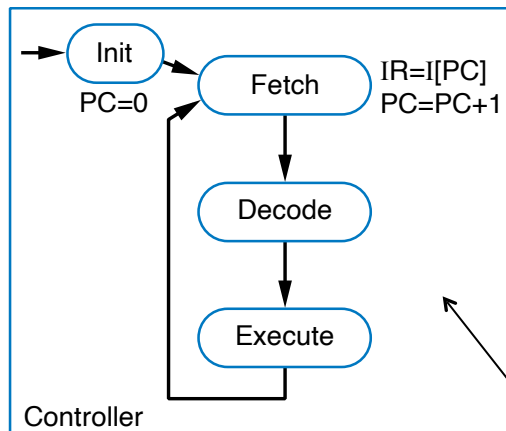 Init
PC=0
Fetch
IR=I[PC]
PC=PC+1
Decode
Execute
Controller